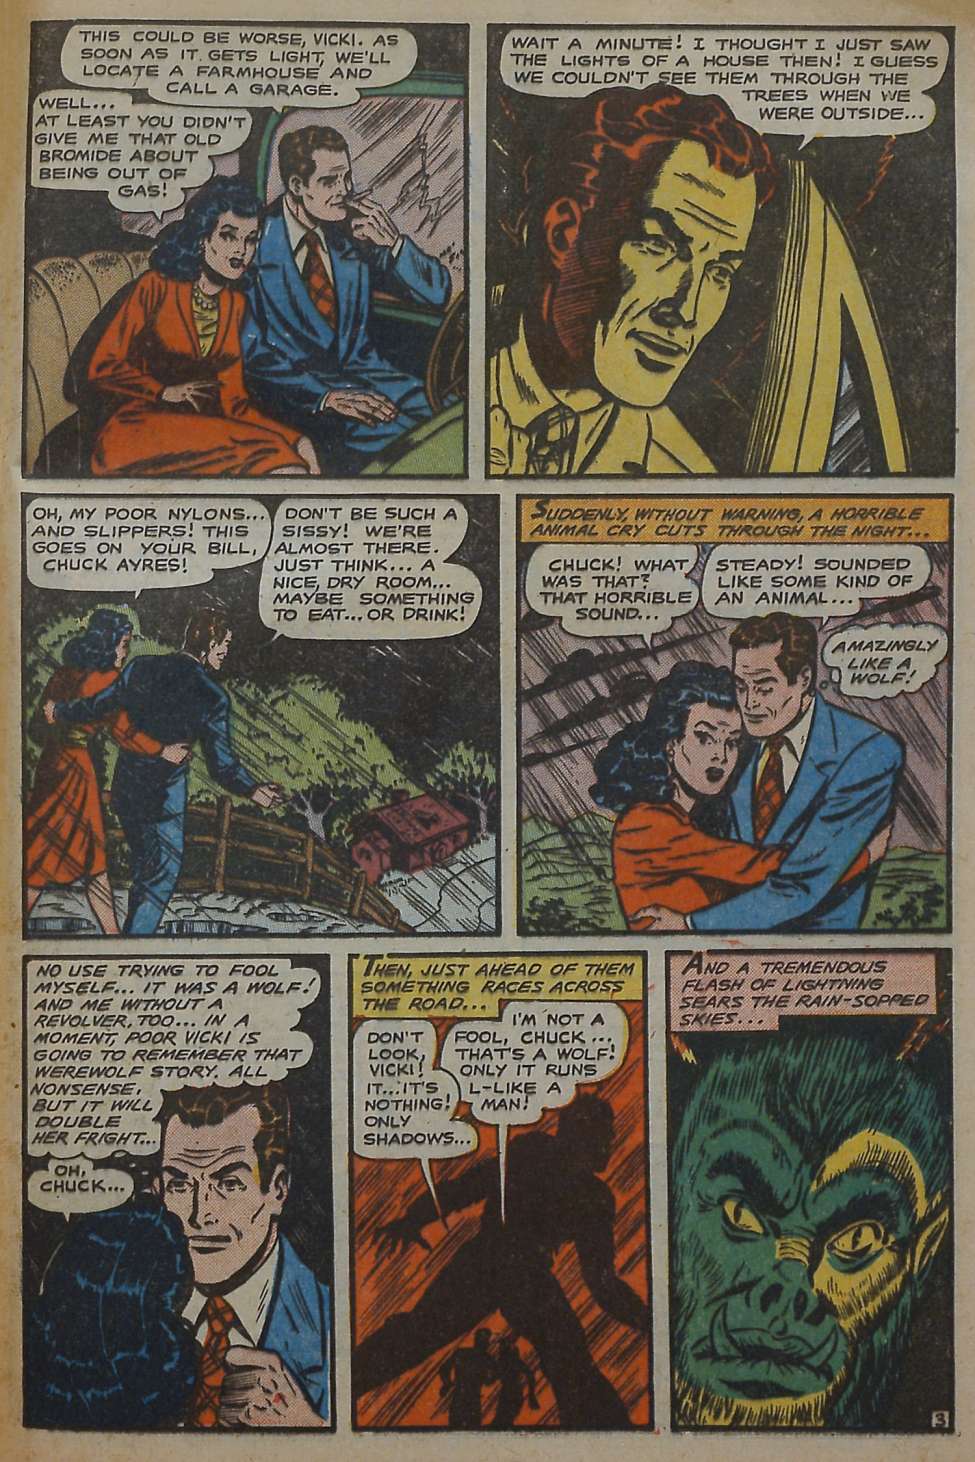 THIS COULD BE WORSE, VICKI. AS
SOON AS IT GETS LIGHT, WE'LL
LOCATE A FARMHOUSE AND
CALL A GARAGE.
WELL...
AT LEAST YOU DIDN'T
GIVE ME THAT OLD
BROMIDE ABOUT
BEING OUT OF
GAS!
WAIT A MINUTE! I THOUGHT I JUST SAW
THE LIGHTS OF A HOUSE THEN! I GUESS
WE COULDN'T SEE THEM THROUGH THE
TREES WHEN WE
WERE OUTSIDE...
OH, MY POOR NYLONS...
AND SLIPPERS! THIS
GOES ON YOUR BILL,
CHUCK AYRES!
DON'T BE SUCH A
SISSY! WE'RE
ALMOST THERE.
JUST THINK... A
NICE, DRY ROOM...
MAYBE SOMETHING
TO EAT... OR DRINK!
SUDDENLY, WITHOUT WARNING, A HORRIBLE
ANIMAL CRY CUTS THROUGH THE NIGHT...
CHUCK! WHAT
WAS THAT?
THAT HORRIBLE
SOUND...
STEADY! SOUNDED
LIKE SOME KIND OF
AN ANIMAL...
AMAZINGLY
LIKE A
WOLF!
NO USE TRYING TO FOOL
MYSELF... IT WAS A WOLF!
AND ME WITHOUT A
REVOLVER, TOO... IN A
MOMENT, POOR VICKI IS
GOING TO REMEMBER THAT
WEREWOLF STORY. ALL
NONSENSE,
BUT IT WILL
DOUBLE
HER FRIGHT...
OH,
CHUCK...
THEN, JUST AHEAD OF THEM
SOMETHING RACES ACROSS
THE ROAD...
DON'T
LOOK,
VICKI!
IT... IT'S
NOTHING!
ONLY
SHADOWS...
I'M NOT A
FOOL, CHUCK...
THAT'S A WOLF!
ONLY IT RUNS
L-LIKE A
MAN!
AND A TREMENDOUS
FLASH OF LIGHTNING
SEARS THE RAIN-SOPPED
SKIES...
3